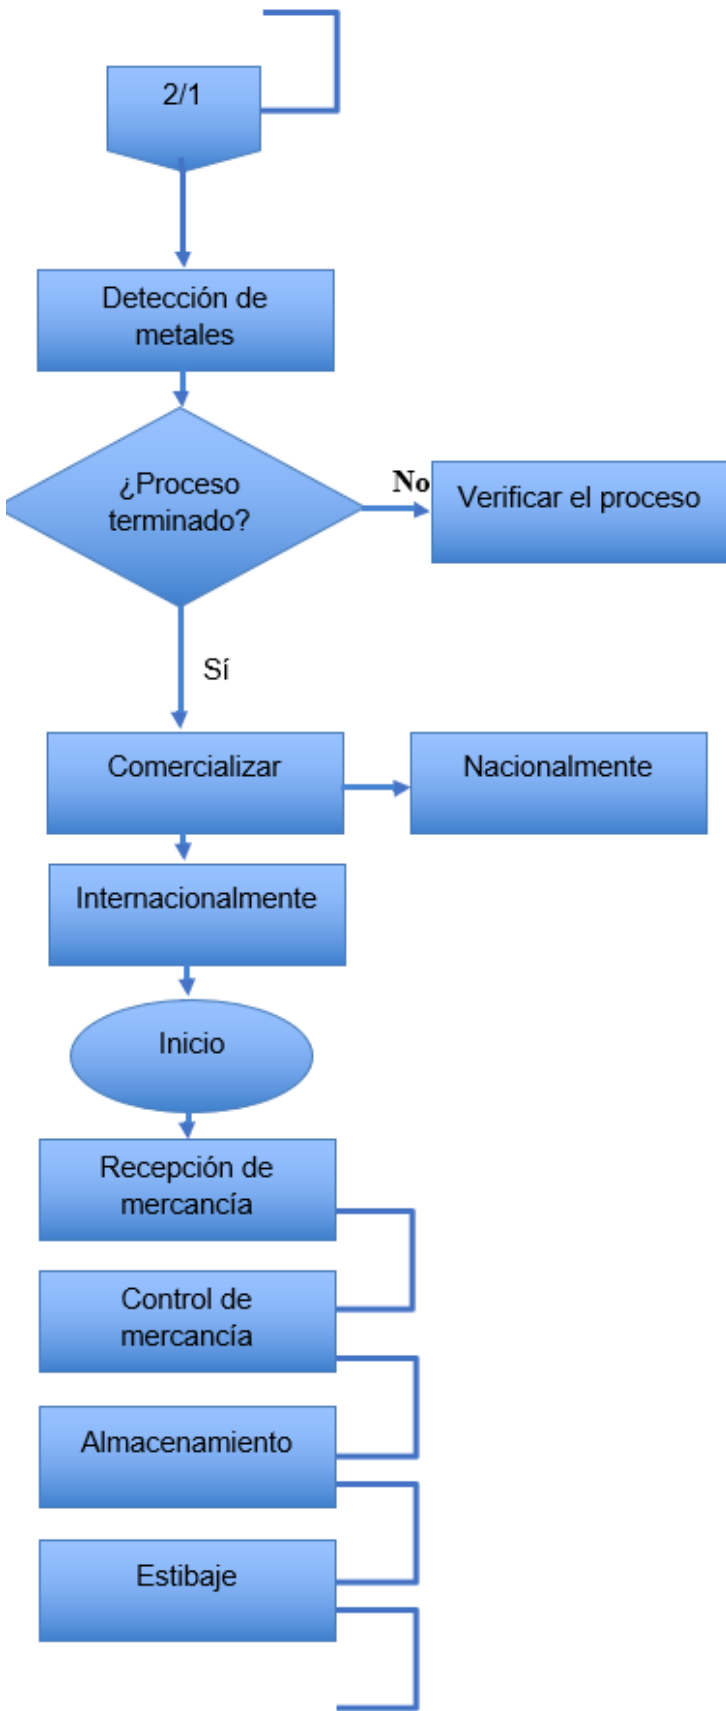 2/1
Detección de
metales
¿Proceso
terminado?
No
Verificar el proceso
Sí
Comercializar
Nacionalmente
Internacionalmente
Inicio
Recepción de
mercancía
Control de
mercancía
Almacenamiento
Estibaje